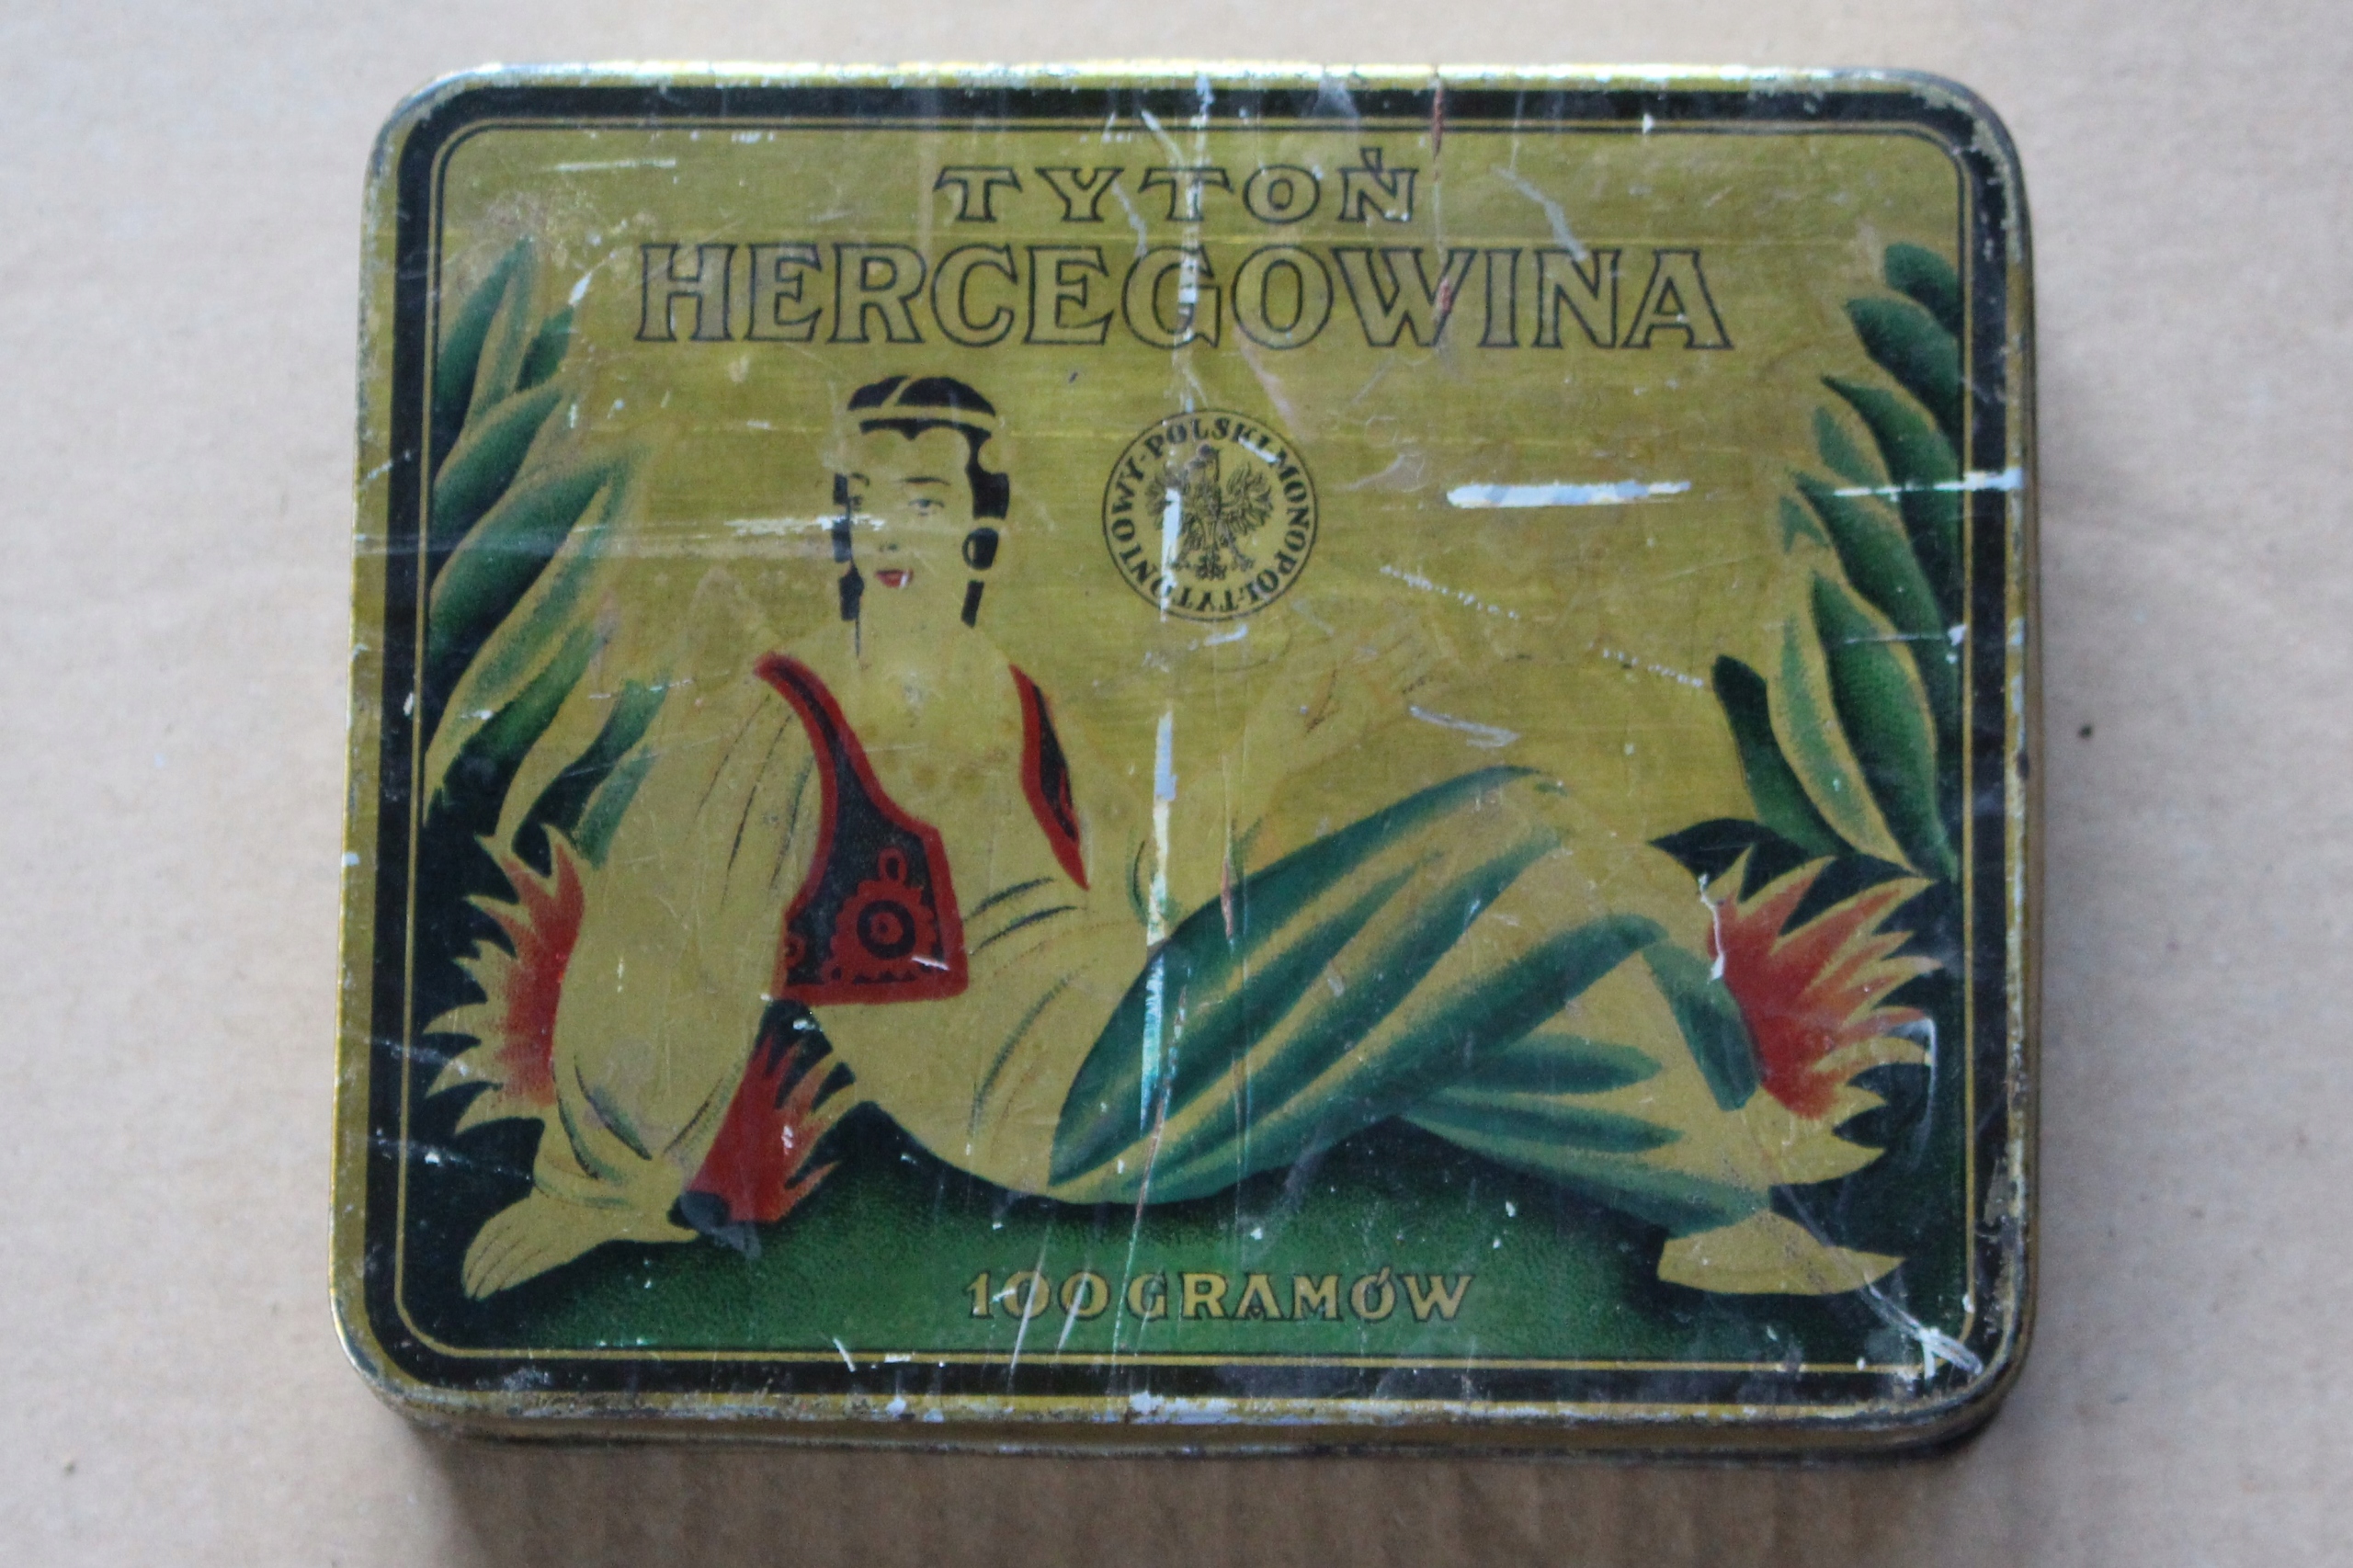 TYTOŃ
HERCEGOWINA
POLSKI·MONOPOL·TYTONIOWY·
100 GRAMÓW